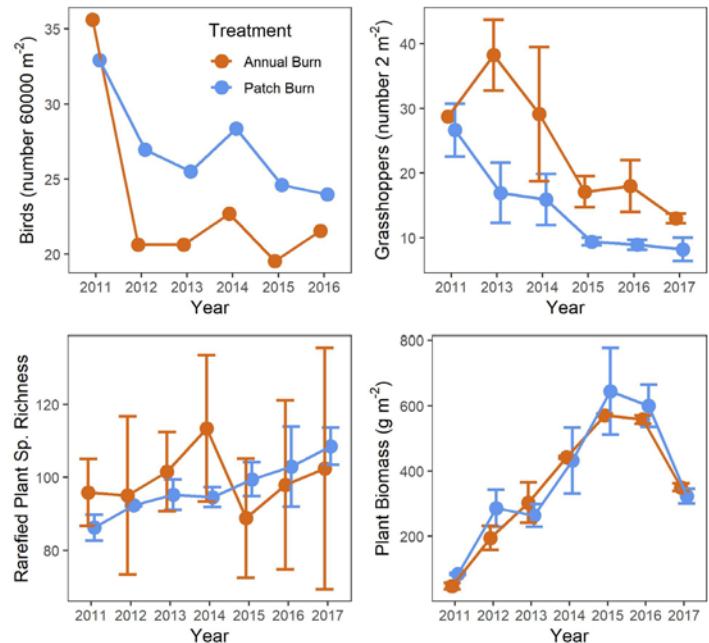 Birds (number 60000 m⁻²)
35
30
25
20
Treatment
Annual Burn
Patch Burn
2011 2012 2013 2014 2015 2016
Year
Grasshoppers (number 2 m⁻²)
40
30
20
10
2011 2013 2014 2015 2016 2017
Year
Rarefied Plant Sp. Richness
120
100
80
2011 2012 2013 2014 2015 2016 2017
Year
Plant Biomass (g m⁻²)
800
600
400
200
2011 2012 2013 2014 2015 2016 2017
Year